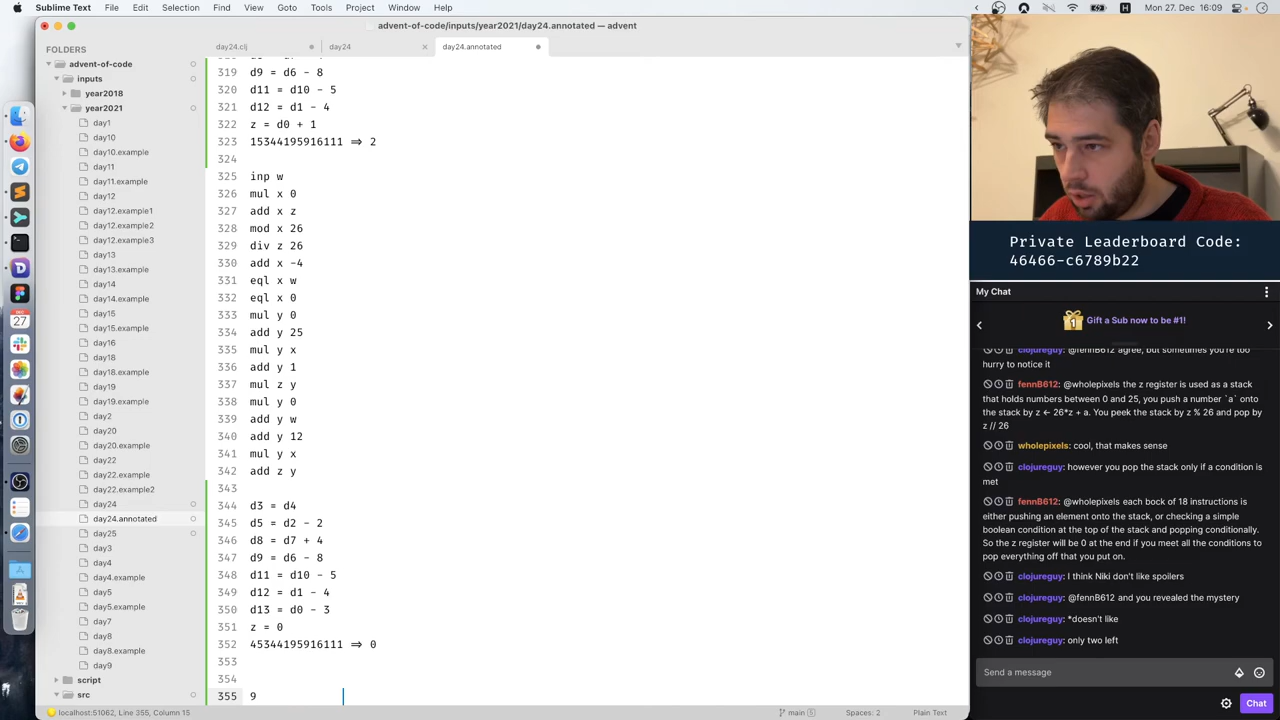 Sublime Text File Edit Selection Find View Goto Tools Project Window Help
Mon 27. Dec 16:09
advent-of-code/inputs/year2021/day24.annotated — advent
FOLDERS
advent-of-code
inputs
year2018
year2021
day1
day10
day10.example
day11
day11.example
day12
day12.example1
day12.example2
day12.example3
day13
day13.example
day14
day14.example
day15
day15.example
day16
day18
day18.example
day19
day19.example
day2
day20
day20.example
day22
day22.example
day22.example2
day24
day24.annotated
day25
day3
day4
day4.example
day5
day5.example
day7
day8
day8.example
day9
script
src
day24.clj day24 day24.annotated
319 d9 = d6 - 8
320 d11 = d10 - 5
321 d12 = d1 - 4
322 z = d0 + 1
323 15344195916111 => 2
324
325 inp w
326 mul x 0
327 add x z
328 mod x 26
329 div z 26
330 add x -4
331 eql x w
332 eql x 0
333 mul y 0
334 add y 25
335 mul y x
336 add y 1
337 mul z y
338 mul y 0
339 add y w
340 add y 12
341 mul y x
342 add z y
343
344 d3 = d4
345 d5 = d2 - 2
346 d8 = d7 + 4
347 d9 = d6 - 8
348 d11 = d10 - 5
349 d12 = d1 - 4
350 d13 = d0 - 3
351 z = 0
352 45344195916111 => 0
353
354
355 9
localhost:51062, Line 355, Column 15 main 5 Spaces: 2 Plain Text
Private Leaderboard Code:
46466-c6789b22
My Chat
Gift a Sub now to be #1!
clojureguy: @fennB612 agree, but sometimes you're too
hurry to notice it
fennB612: @wholepixels the z register is used as a stack
that holds numbers between 0 and 25, you push a number `a` onto
the stack by z <- 26*z + a. You peek the stack by z % 26 and pop by
z // 26
wholepixels: cool, that makes sense
clojureguy: however you pop the stack only if a condition is
met
fennB612: @wholepixels each bock of 18 instructions is
either pushing an element onto the stack, or checking a simple
boolean condition at the top of the stack and popping conditionally.
So the z register will be 0 at the end if you meet all the conditions to
pop everything off that you put on.
clojureguy: I think Niki don't like spoilers
clojureguy: @fennB612 and you revealed the mystery
clojureguy: *doesn't like
clojureguy: only two left
Send a message
Chat